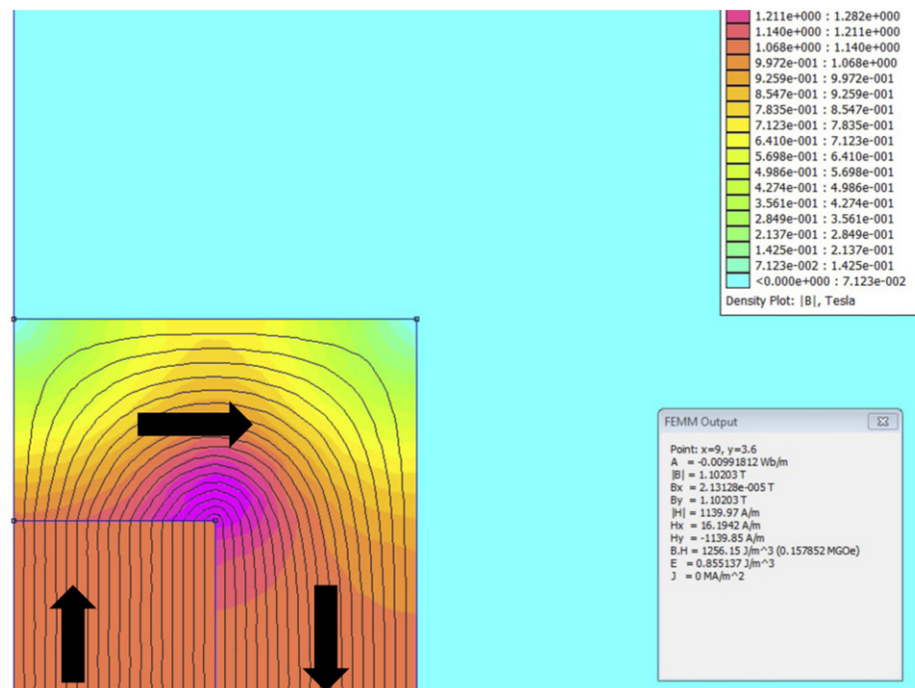 1.211e+000 : 1.282e+000
1.140e+000 : 1.211e+000
1.068e+000 : 1.140e+000
9.972e-001 : 1.068e+000
9.259e-001 : 9.972e-001
8.547e-001 : 9.259e-001
7.835e-001 : 8.547e-001
7.123e-001 : 7.835e-001
6.410e-001 : 7.123e-001
5.698e-001 : 6.410e-001
4.986e-001 : 5.698e-001
4.274e-001 : 4.986e-001
3.561e-001 : 4.274e-001
2.849e-001 : 3.561e-001
2.137e-001 : 2.849e-001
1.425e-001 : 2.137e-001
7.123e-002 : 1.425e-001
<0.000e+000 : 7.123e-002
Density Plot: |B|, Tesla
FEMM Output
Point: x=9, y=3.6
A = -0.00991812 Wb/m
|B| = 1.10203 T
Bx = 2.13128e-005 T
By = 1.10203 T
|H| = 1139.97 A/m
Hx = 16.1942 A/m
Hy = -1139.85 A/m
B.H = 1256.15 J/m^3 (0.157852 MGOe)
E = 0.855137 J/m^3
J = 0 MA/m^2